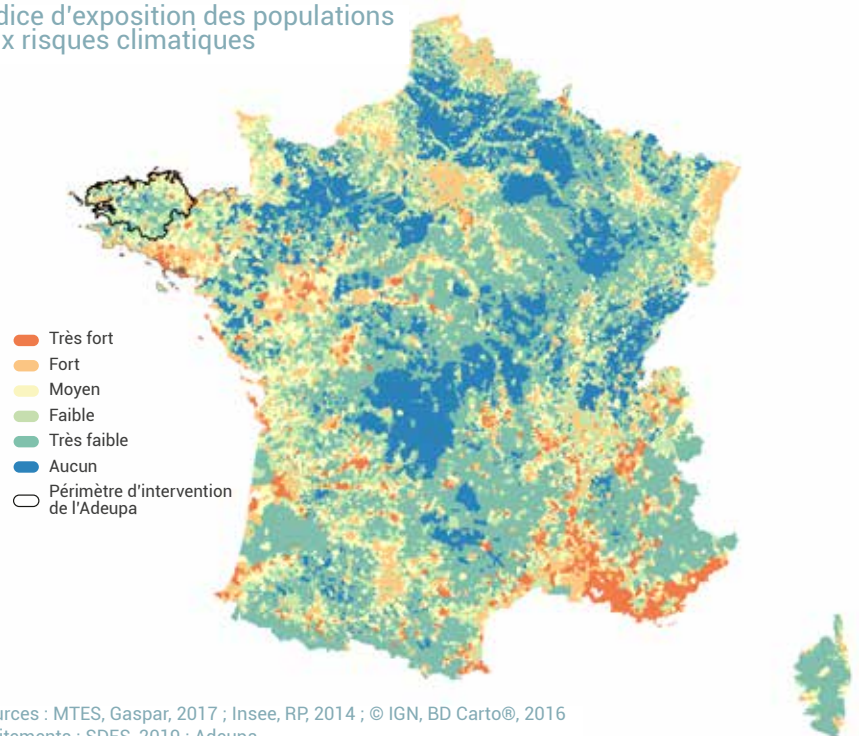 dice d'exposition des populations
x risques climatiques
Très fort
Fort
Moyen
Faible
Très faible
Aucun
Périmètre d'intervention
de l'Adeupa
urces : MTES, Gaspar, 2017 ; Insee, RP, 2014 ; © IGN, BD Carto®, 2016